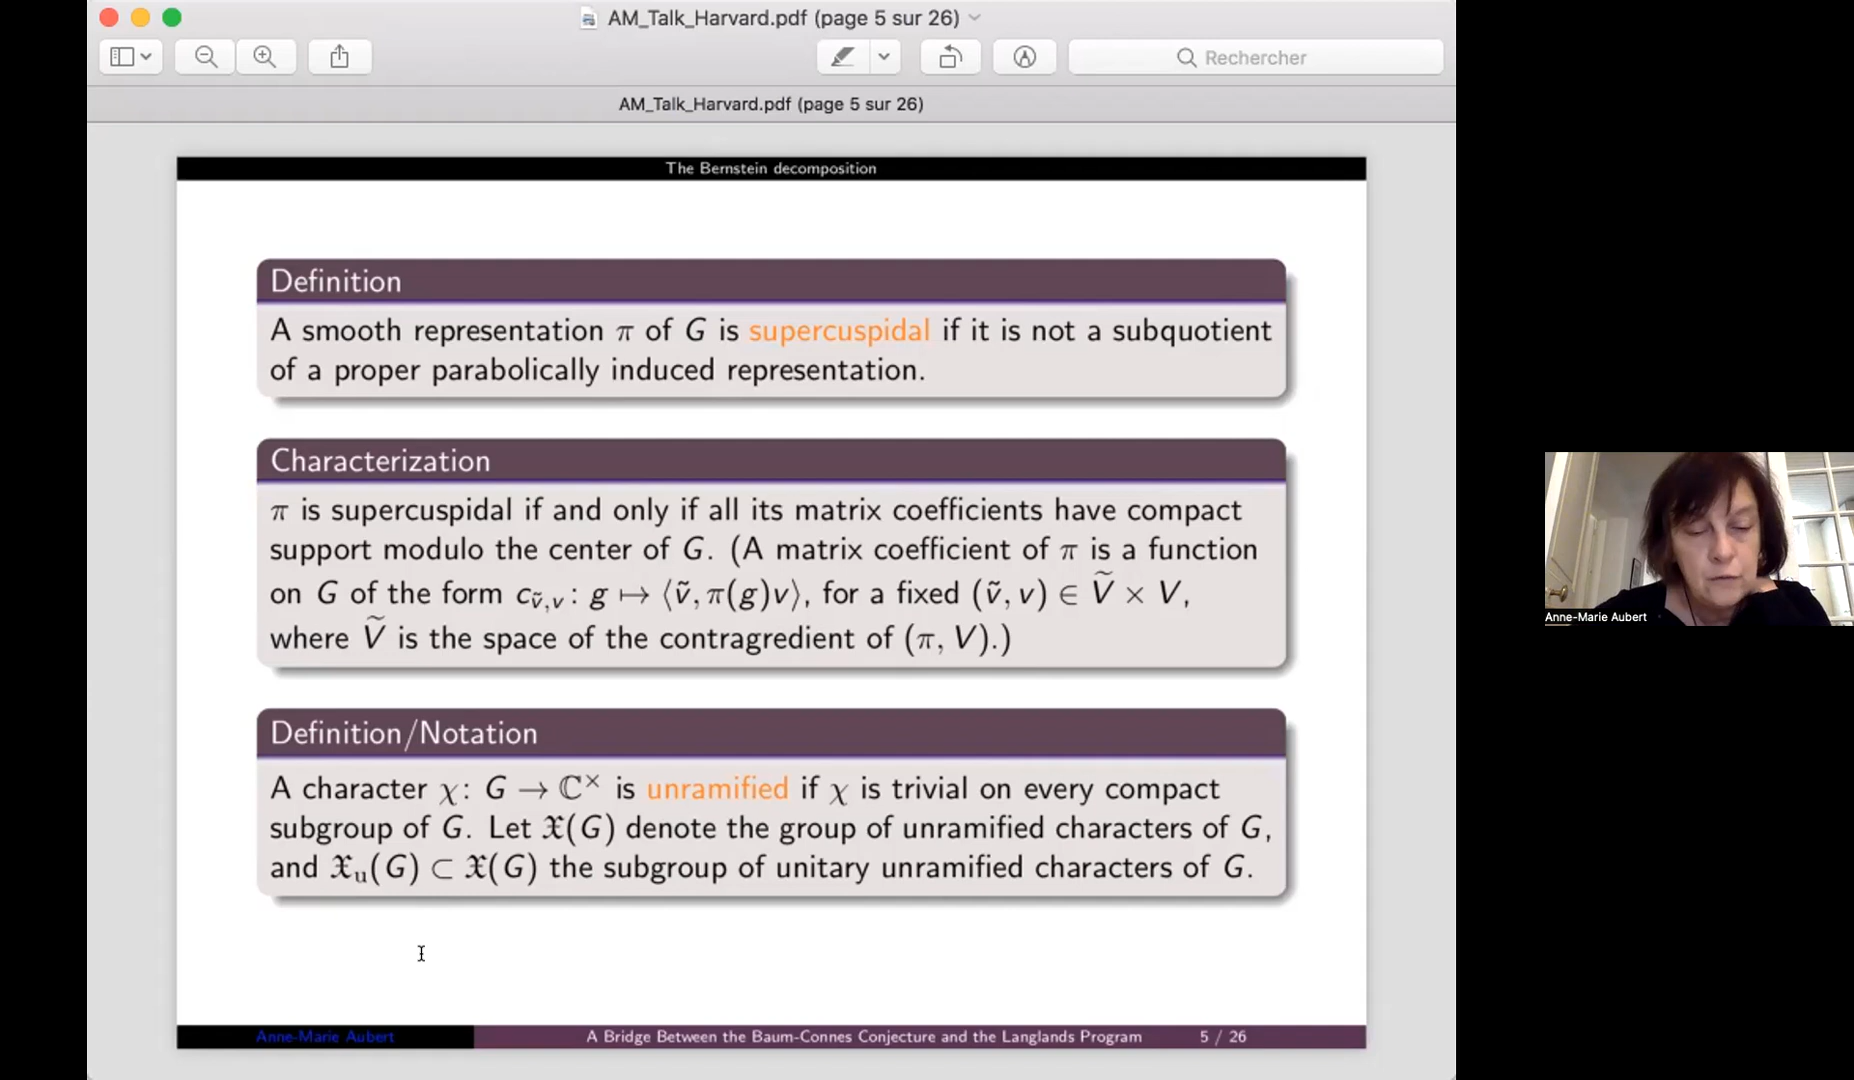 AM_Talk_Harvard.pdf (page 5 sur 26)
Rechercher
AM_Talk_Harvard.pdf (page 5 sur 26)
The Bernstein decomposition
Definition
A smooth representation π of G is supercuspidal if it is not a subquotient
of a proper parabolically induced representation.
Characterization
π is supercuspidal if and only if all its matrix coefficients have compact
support modulo the center of G. (A matrix coefficient of π is a function
on G of the form c_{ṽ,v}: g ↦ ⟨ṽ, π(g)v⟩, for a fixed (ṽ, v) ∈ Ṽ × V,
where Ṽ is the space of the contragredient of (π, V).)
Definition/Notation
A character χ: G → ℂ^× is unramified if χ is trivial on every compact
subgroup of G. Let 𝔛(G) denote the group of unramified characters of G,
and 𝔛_u(G) ⊂ 𝔛(G) the subgroup of unitary unramified characters of G.
Anne-Marie Aubert
A Bridge Between the Baum-Connes Conjecture and the Langlands Program
5 / 26
Anne-Marie Aubert